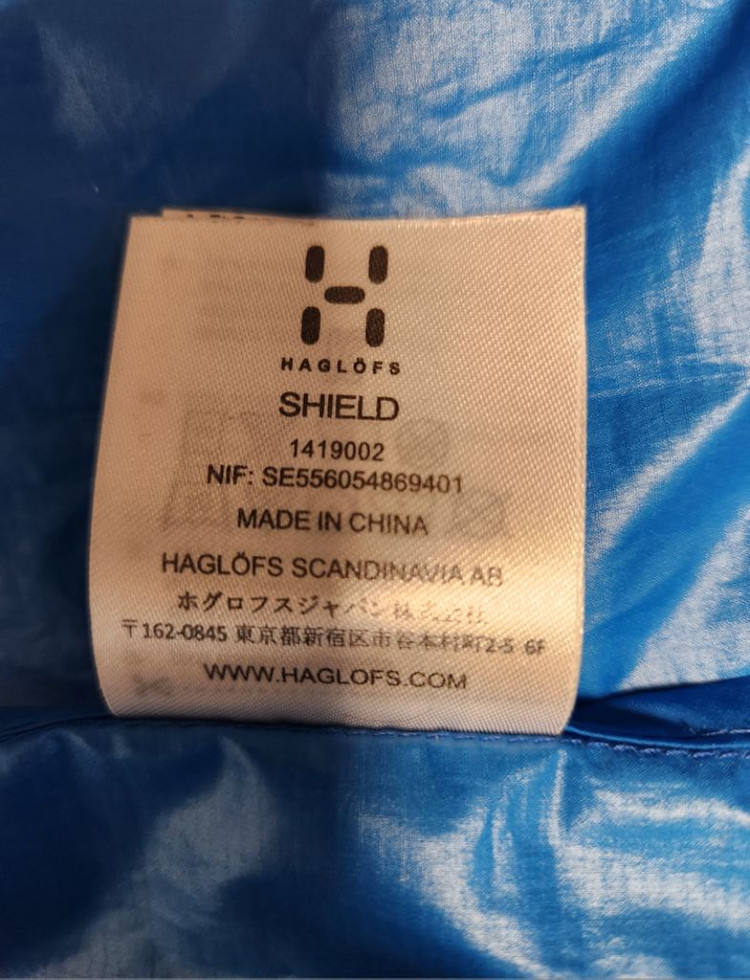 HAGLÖFS
SHIELD
1419002
NIF: SE556054869401
MADE IN CHINA
HAGLÖFS SCANDINAVIA AB
ホグロフスジャパン株式会社
〒162-0845 東京都新宿区市谷本村町2-5 6F
WWW.HAGLOFS.COM